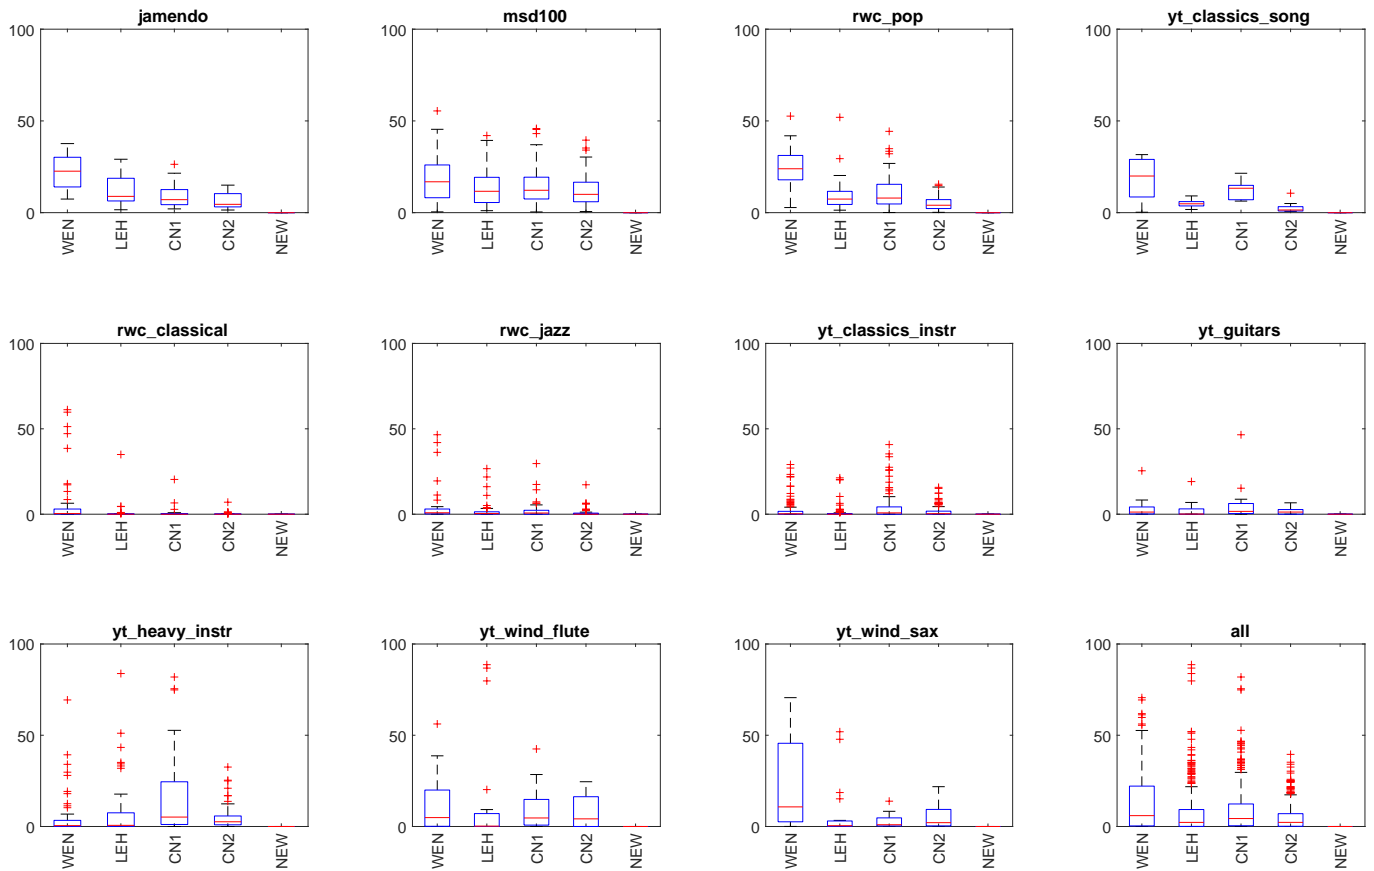 jamendo
100
50
0
WEN
LEH
CN1
CN2
NEW
msd100
100
50
0
WEN
LEH
CN1
CN2
NEW
rwc_pop
100
50
0
WEN
LEH
CN1
CN2
NEW
yt_classics_song
100
50
0
WEN
LEH
CN1
CN2
NEW
rwc_classical
100
50
0
WEN
LEH
CN1
CN2
NEW
rwc_jazz
100
50
0
WEN
LEH
CN1
CN2
NEW
yt_classics_instr
100
50
0
WEN
LEH
CN1
CN2
NEW
yt_guitars
100
50
0
WEN
LEH
CN1
CN2
NEW
yt_heavy_instr
100
50
0
WEN
LEH
CN1
CN2
NEW
yt_wind_flute
100
50
0
WEN
LEH
CN1
CN2
NEW
yt_wind_sax
100
50
0
WEN
LEH
CN1
CN2
NEW
all
100
50
0
WEN
LEH
CN1
CN2
NEW